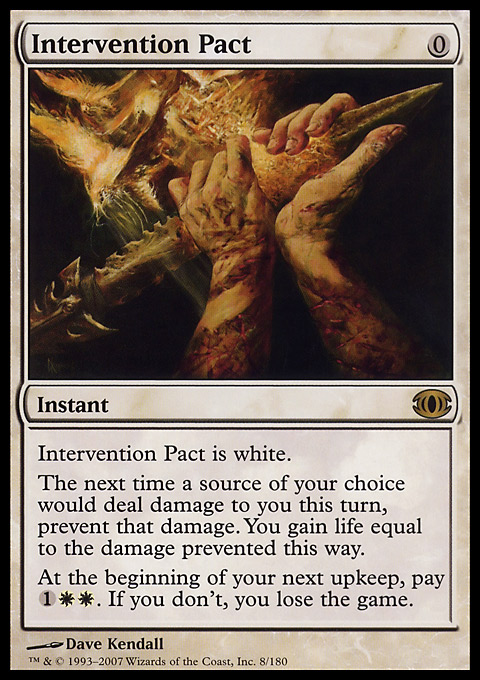 Intervention Pact 0
Instant
Intervention Pact is white.
The next time a source of your choice
would deal damage to you this turn,
prevent that damage. You gain life equal
to the damage prevented this way.
At the beginning of your next upkeep, pay
1. If you don't, you lose the game.
Dave Kendall
™ & © 1993–2007 Wizards of the Coast, Inc. 8/180